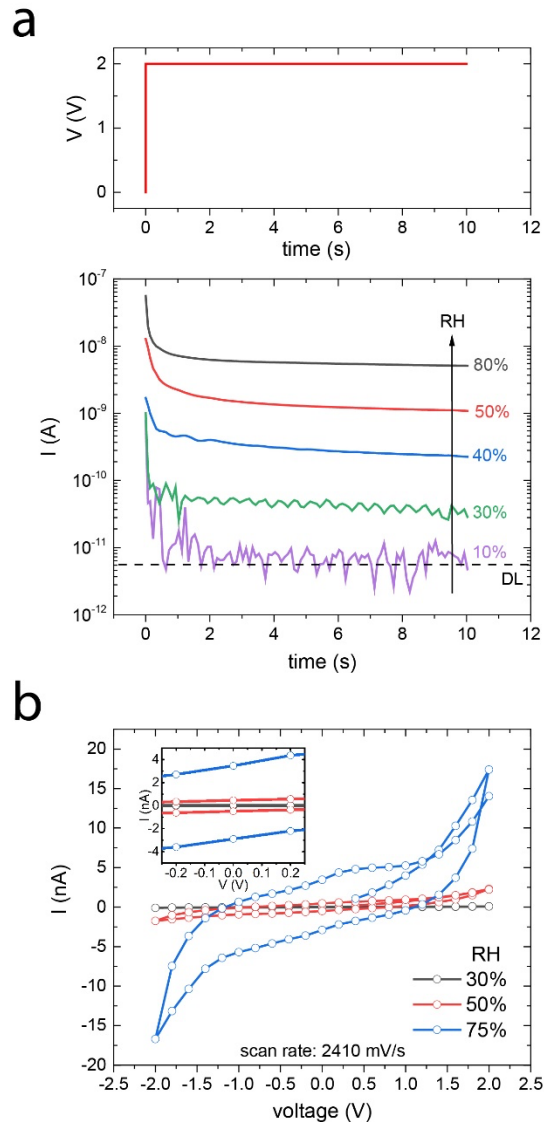 a
2
1
0
V (V)
0 2 4 6 8 10 12
time (s)
10⁻⁷
10⁻⁸
10⁻⁹
10⁻¹⁰
10⁻¹¹
10⁻¹²
I (A)
RH
80%
50%
40%
30%
10%
DL
0 2 4 6 8 10 12
time (s)
b
20
15
10
5
0
-5
-10
-15
-20
I (nA)
4
2
0
-2
-4
I (nA)
-0.2 -0.1 0.0 0.1 0.2
V (V)
RH
30%
50%
75%
scan rate: 2410 mV/s
-2.5 -2.0 -1.5 -1.0 -0.5 0.0 0.5 1.0 1.5 2.0 2.5
voltage (V)